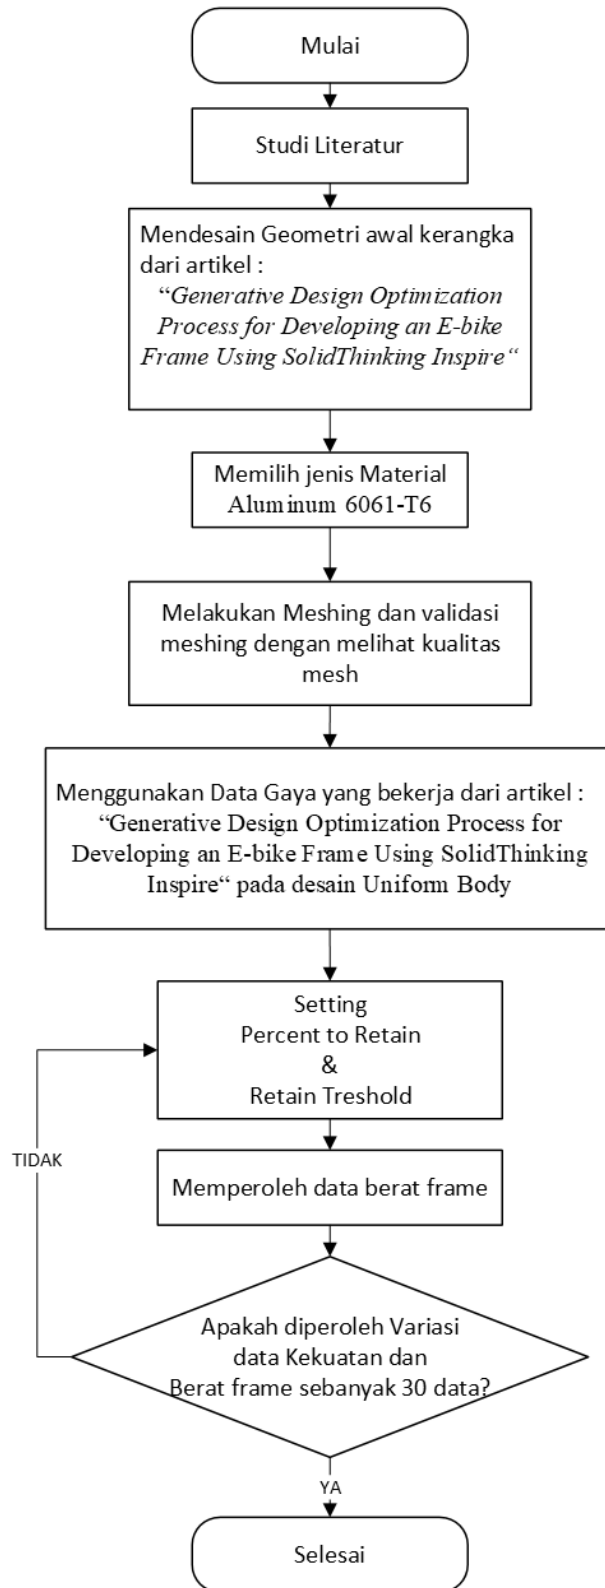 Mulai
Studi Literatur
Mendesain Geometri awal kerangka
dari artikel :
“Generative Design Optimization
Process for Developing an E-bike
Frame Using SolidThinking Inspire“
Memilih jenis Material
Aluminum 6061-T6
Melakukan Meshing dan validasi
meshing dengan melihat kualitas
mesh
Menggunakan Data Gaya yang bekerja dari artikel :
“Generative Design Optimization Process for
Developing an E-bike Frame Using SolidThinking
Inspire“ pada desain Uniform Body
Setting
Percent to Retain
&
Retain Treshold
TIDAK
Memperoleh data berat frame
Apakah diperoleh Variasi
data Kekuatan dan
Berat frame sebanyak 30 data?
YA
Selesai